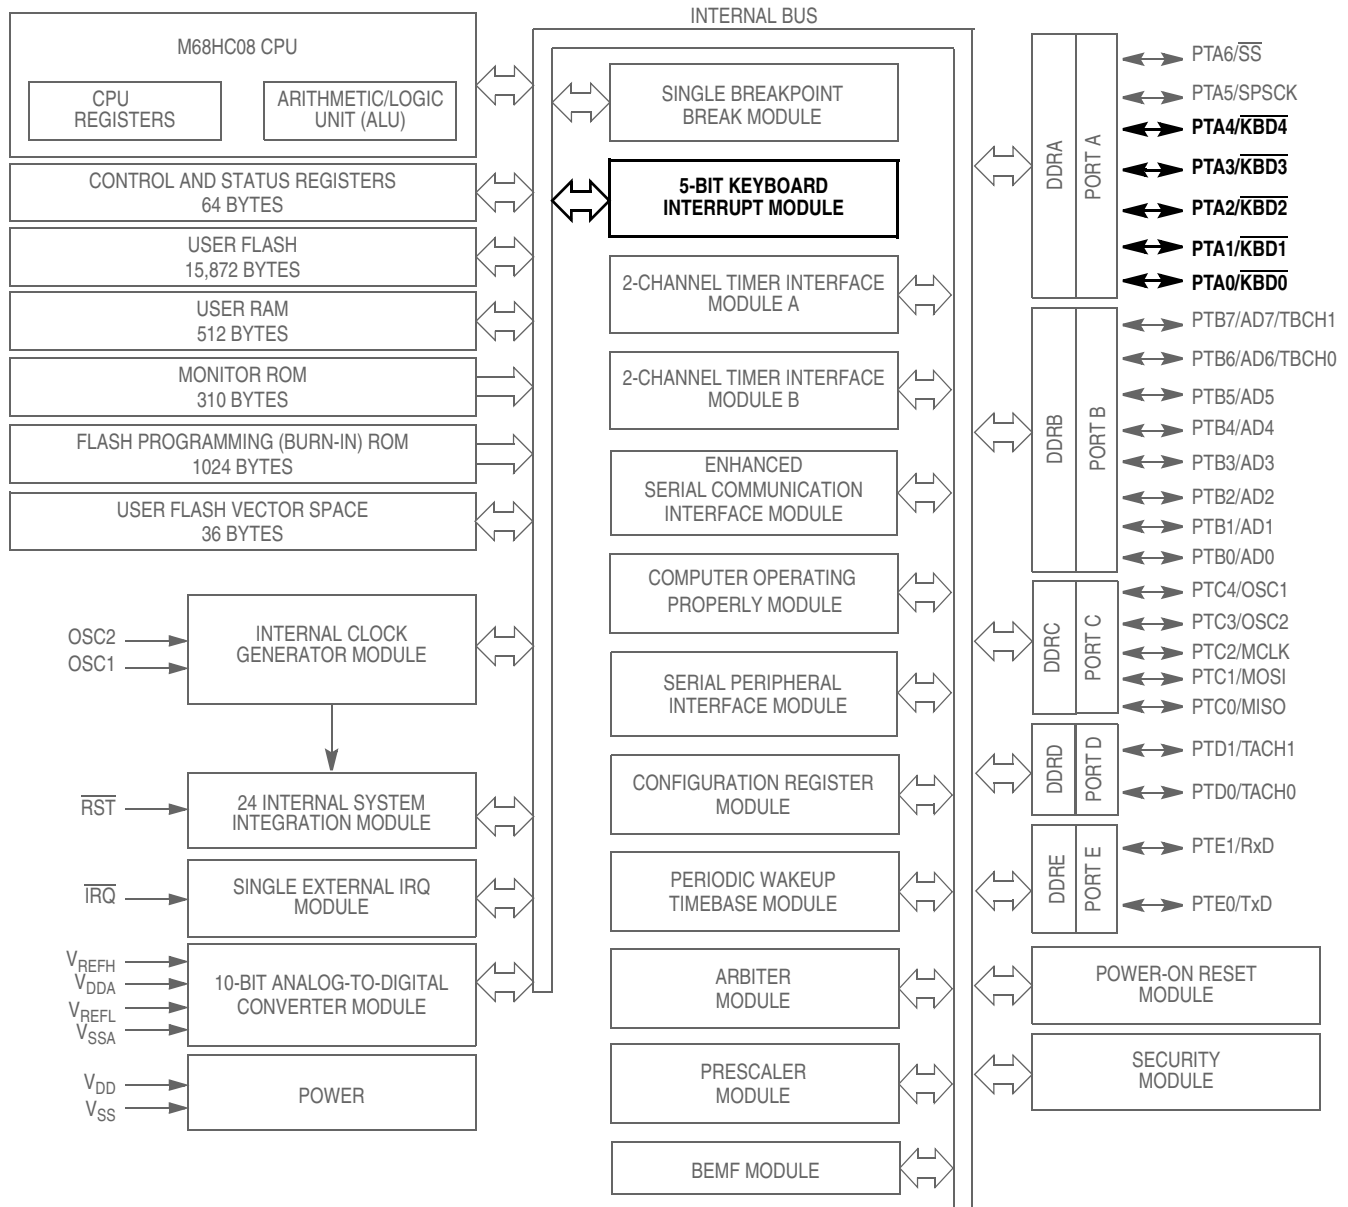 INTERNAL BUS
M68HC08 CPU
CPU
REGISTERS
ARITHMETIC/LOGIC
UNIT (ALU)
CONTROL AND STATUS REGISTERS
64 BYTES
USER FLASH
15,872 BYTES
USER RAM
512 BYTES
MONITOR ROM
310 BYTES
FLASH PROGRAMMING (BURN-IN) ROM
1024 BYTES
USER FLASH VECTOR SPACE
36 BYTES
OSC2
OSC1
INTERNAL CLOCK
GENERATOR MODULE
RST
24 INTERNAL SYSTEM
INTEGRATION MODULE
IRQ
SINGLE EXTERNAL IRQ
MODULE
VREFH
VDDA
VREFL
VSSA
10-BIT ANALOG-TO-DIGITAL
CONVERTER MODULE
VDD
VSS
POWER
SINGLE BREAKPOINT
BREAK MODULE
5-BIT KEYBOARD
INTERRUPT MODULE
2-CHANNEL TIMER INTERFACE
MODULE A
2-CHANNEL TIMER INTERFACE
MODULE B
ENHANCED
SERIAL COMMUNICATION
INTERFACE MODULE
COMPUTER OPERATING
PROPERLY MODULE
SERIAL PERIPHERAL
INTERFACE MODULE
CONFIGURATION REGISTER
MODULE
PERIODIC WAKEUP
TIMEBASE MODULE
ARBITER
MODULE
PRESCALER
MODULE
BEMF MODULE
DDRA
PORT A
PTA6/SS
PTA5/SPSCK
PTA4/KBD4
PTA3/KBD3
PTA2/KBD2
PTA1/KBD1
PTA0/KBD0
DDRB
PORT B
PTB7/AD7/TBCH1
PTB6/AD6/TBCH0
PTB5/AD5
PTB4/AD4
PTB3/AD3
PTB2/AD2
PTB1/AD1
PTB0/AD0
DDRC
PORT C
PTC4/OSC1
PTC3/OSC2
PTC2/MCLK
PTC1/MOSI
PTC0/MISO
DDRD
PORT D
PTD1/TACH1
PTD0/TACH0
DDRE
PORT E
PTE1/RxD
PTE0/TxD
POWER-ON RESET
MODULE
SECURITY
MODULE